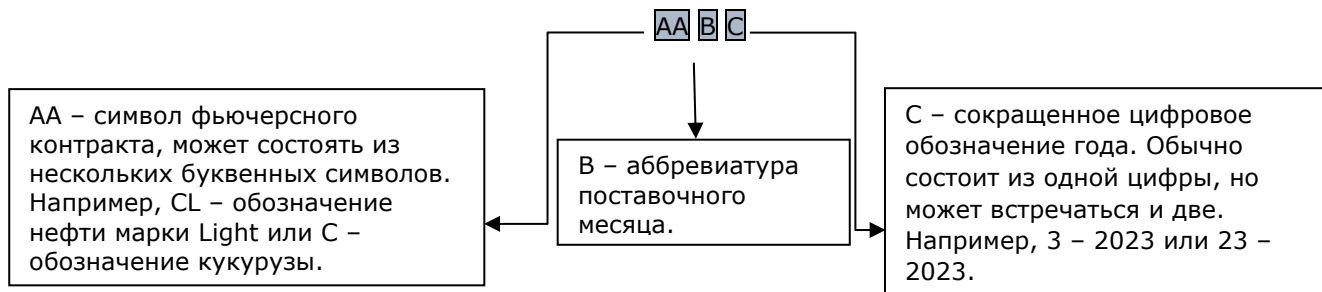 AA B C
AA – символ фьючерсного
контракта, может состоять из
нескольких буквенных символов.
Например, CL – обозначение
нефти марки Light или C –
обозначение кукурузы.
B – аббревиатура
поставочного
месяца.
C – сокращенное цифровое
обозначение года. Обычно
состоит из одной цифры, но
может встречаться и две.
Например, 3 – 2023 или 23 –
2023.